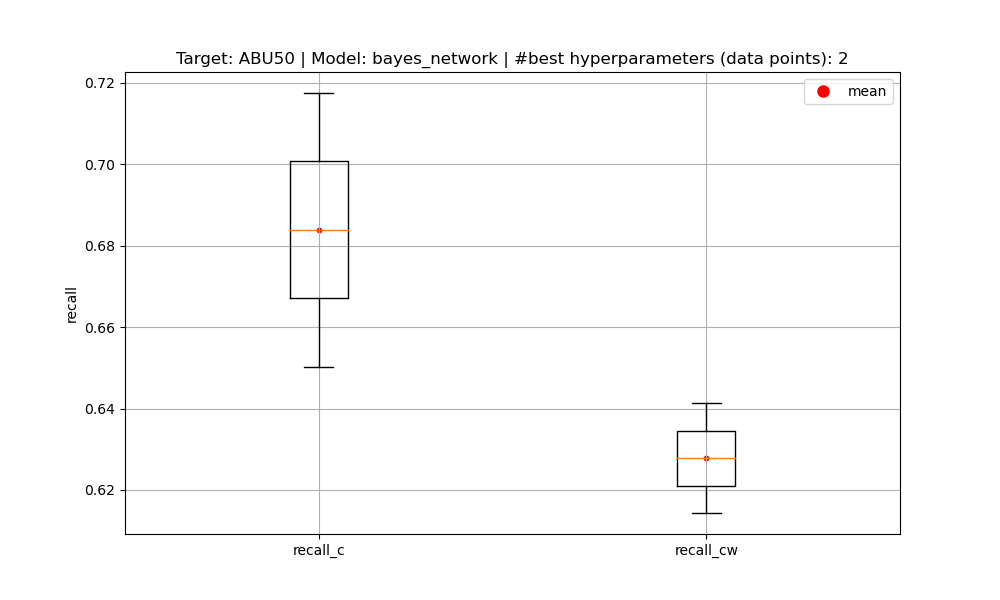 Target: ABU50 | Model: bayes_network | #best hyperparameters (data points): 2
mean
0.72
0.70
0.68
0.66
0.64
0.62
recall
recall_c
recall_cw